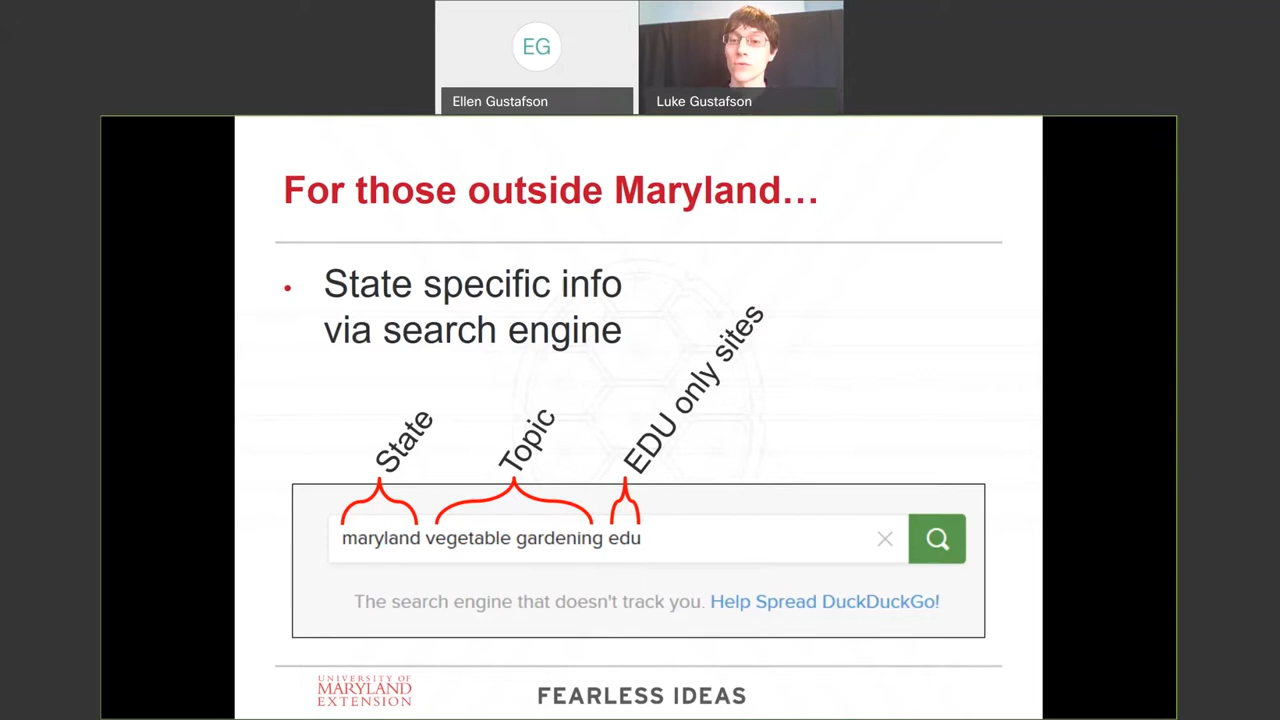 EG
Ellen Gustafson
Luke Gustafson
For those outside Maryland…
• State specific info
via search engine
State
Topic
EDU only sites
maryland vegetable gardening edu
The search engine that doesn't track you. Help Spread DuckDuckGo!
UNIVERSITY OF
MARYLAND
EXTENSION
FEARLESS IDEAS